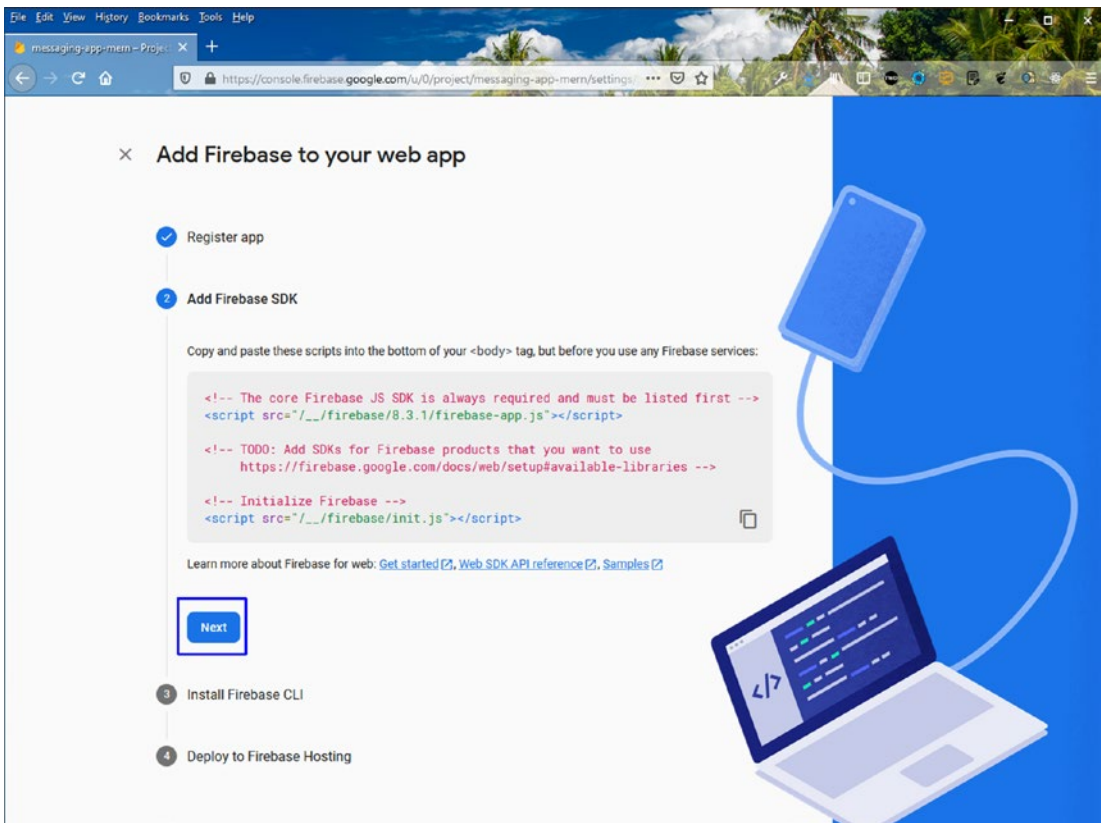 File Edit View History Bookmarks Tools Help
messaging-app-mern – Projec
https://console.firebase.google.com/u/0/project/messaging-app-mern/settings/
Add Firebase to your web app
Register app
2 Add Firebase SDK
Copy and paste these scripts into the bottom of your <body> tag, but before you use any Firebase services:
<!-- The core Firebase JS SDK is always required and must be listed first -->
<script src="/__/firebase/8.3.1/firebase-app.js"></script>
<!-- TODO: Add SDKs for Firebase products that you want to use
https://firebase.google.com/docs/web/setup#available-libraries -->
<!-- Initialize Firebase -->
<script src="/__/firebase/init.js"></script>
Learn more about Firebase for web: Get started, Web SDK API reference, Samples
Next
3 Install Firebase CLI
4 Deploy to Firebase Hosting
</>